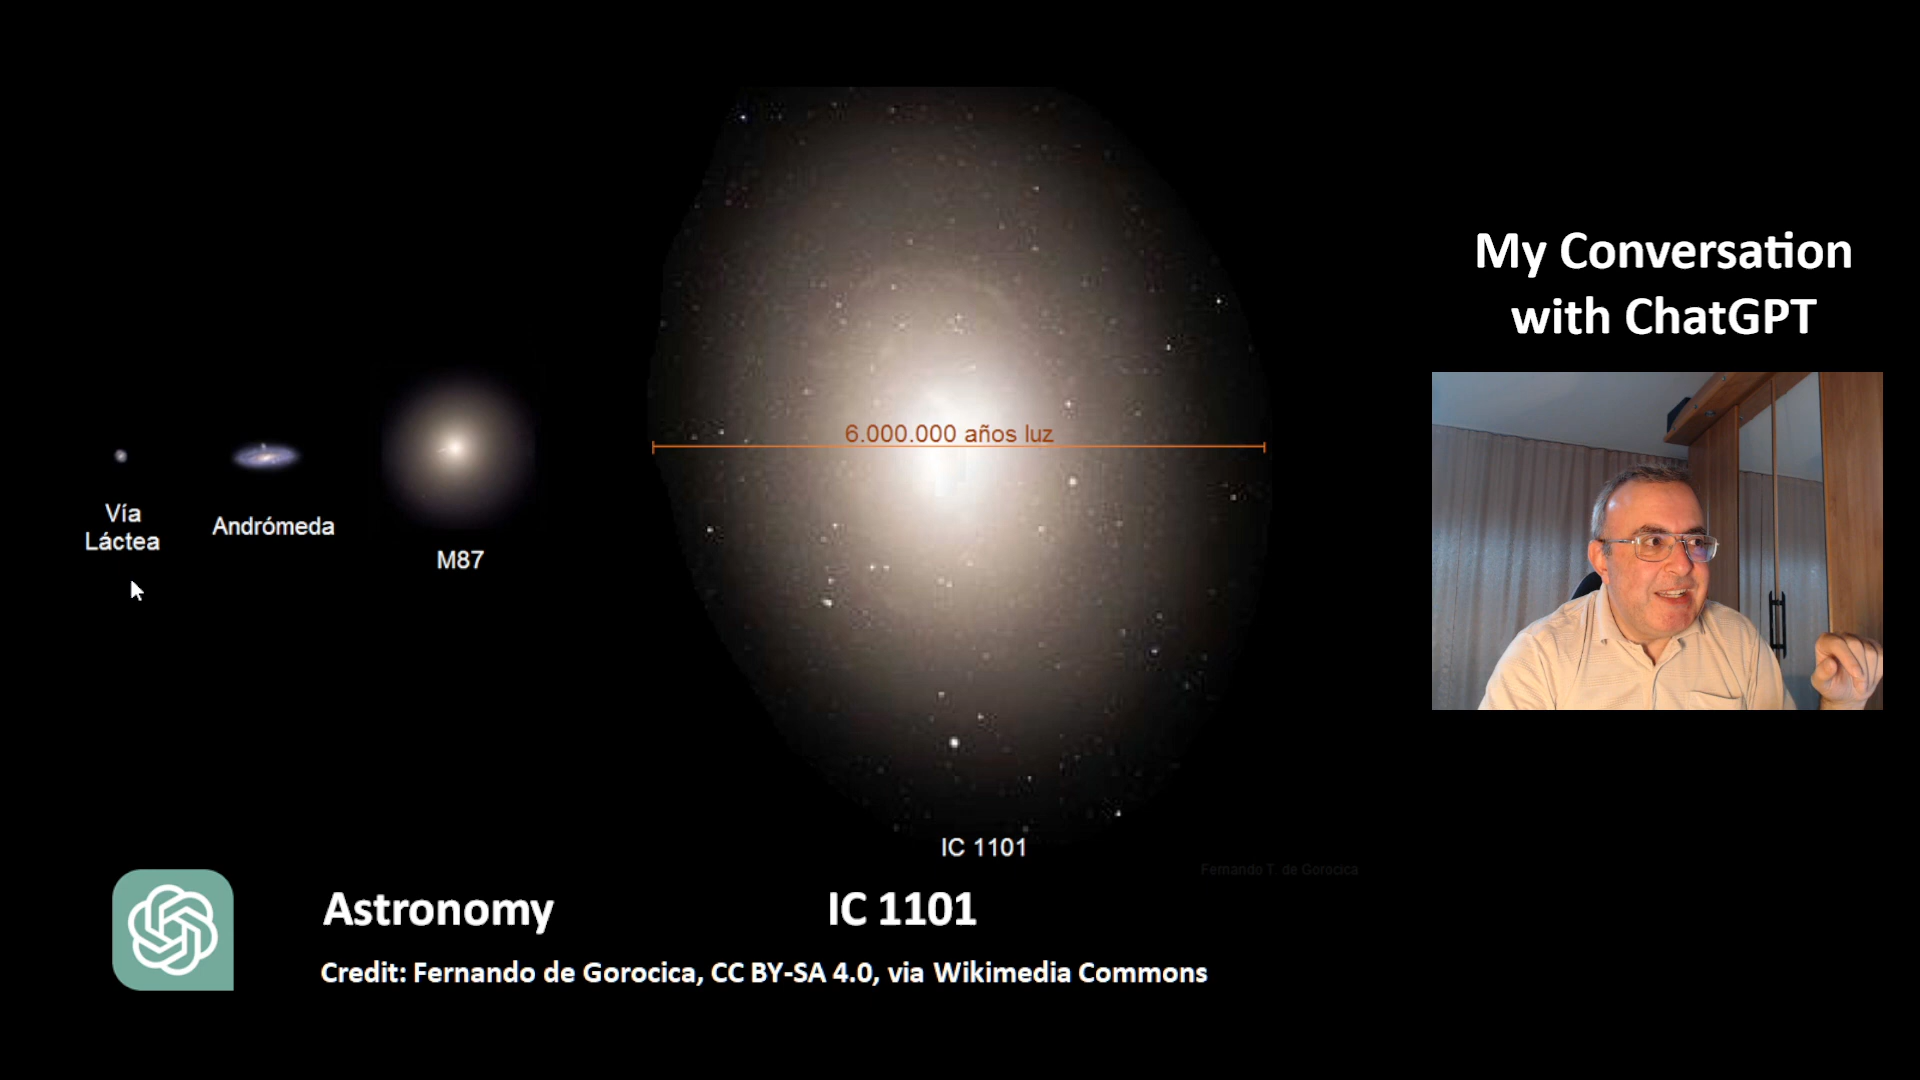 My Conversation
with ChatGPT
6.000.000 años luz
Vía
Láctea
Andrómeda
M87
IC 1101
Fernando T. de Gorocica
Astronomy
IC 1101
Credit: Fernando de Gorocica, CC BY-SA 4.0, via Wikimedia Commons